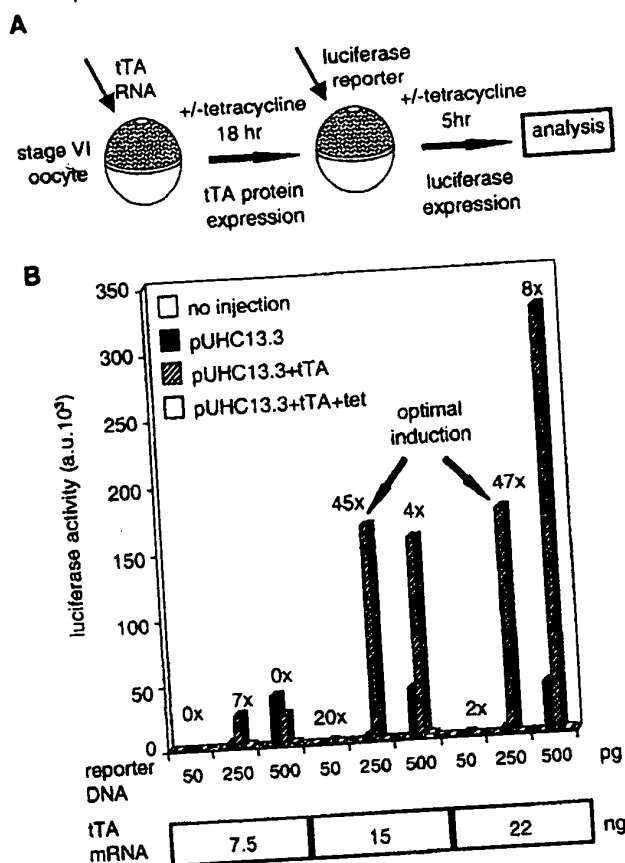 A
tTA
RNA
stage VI
oocyte
+/-tetracycline
18 hr
tTA protein
expression
luciferase
reporter
+/-tetracycline
5hr
luciferase
expression
analysis
B
luciferase activity (a.u.10³)
350
300
250
200
150
100
50
0
no injection
pUHC13.3
pUHC13.3+tTA
pUHC13.3+tTA+tet
optimal
induction
0x
7x
0x
20x
45x
4x
2x
47x
8x
reporter
DNA
50 250 500 50 250 500 50 250 500 pg
tTA
mRNA
7.5 15 22 ng